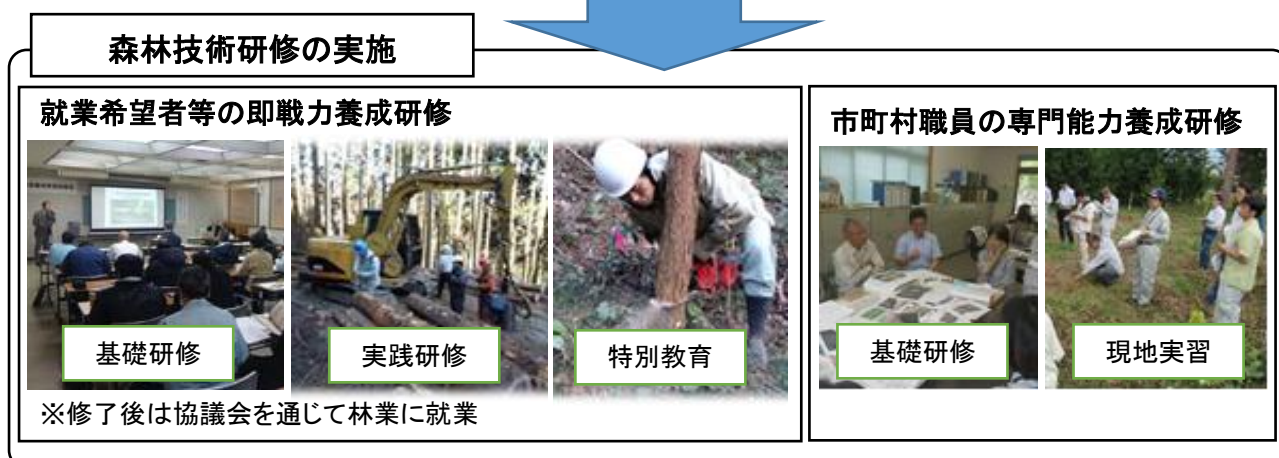 森林技術研修の実施
就業希望者等の即戦力養成研修
基礎研修
実践研修
特別教育
※修了後は協議会を通じて林業に就業
市町村職員の専門能力養成研修
基礎研修
現地実習